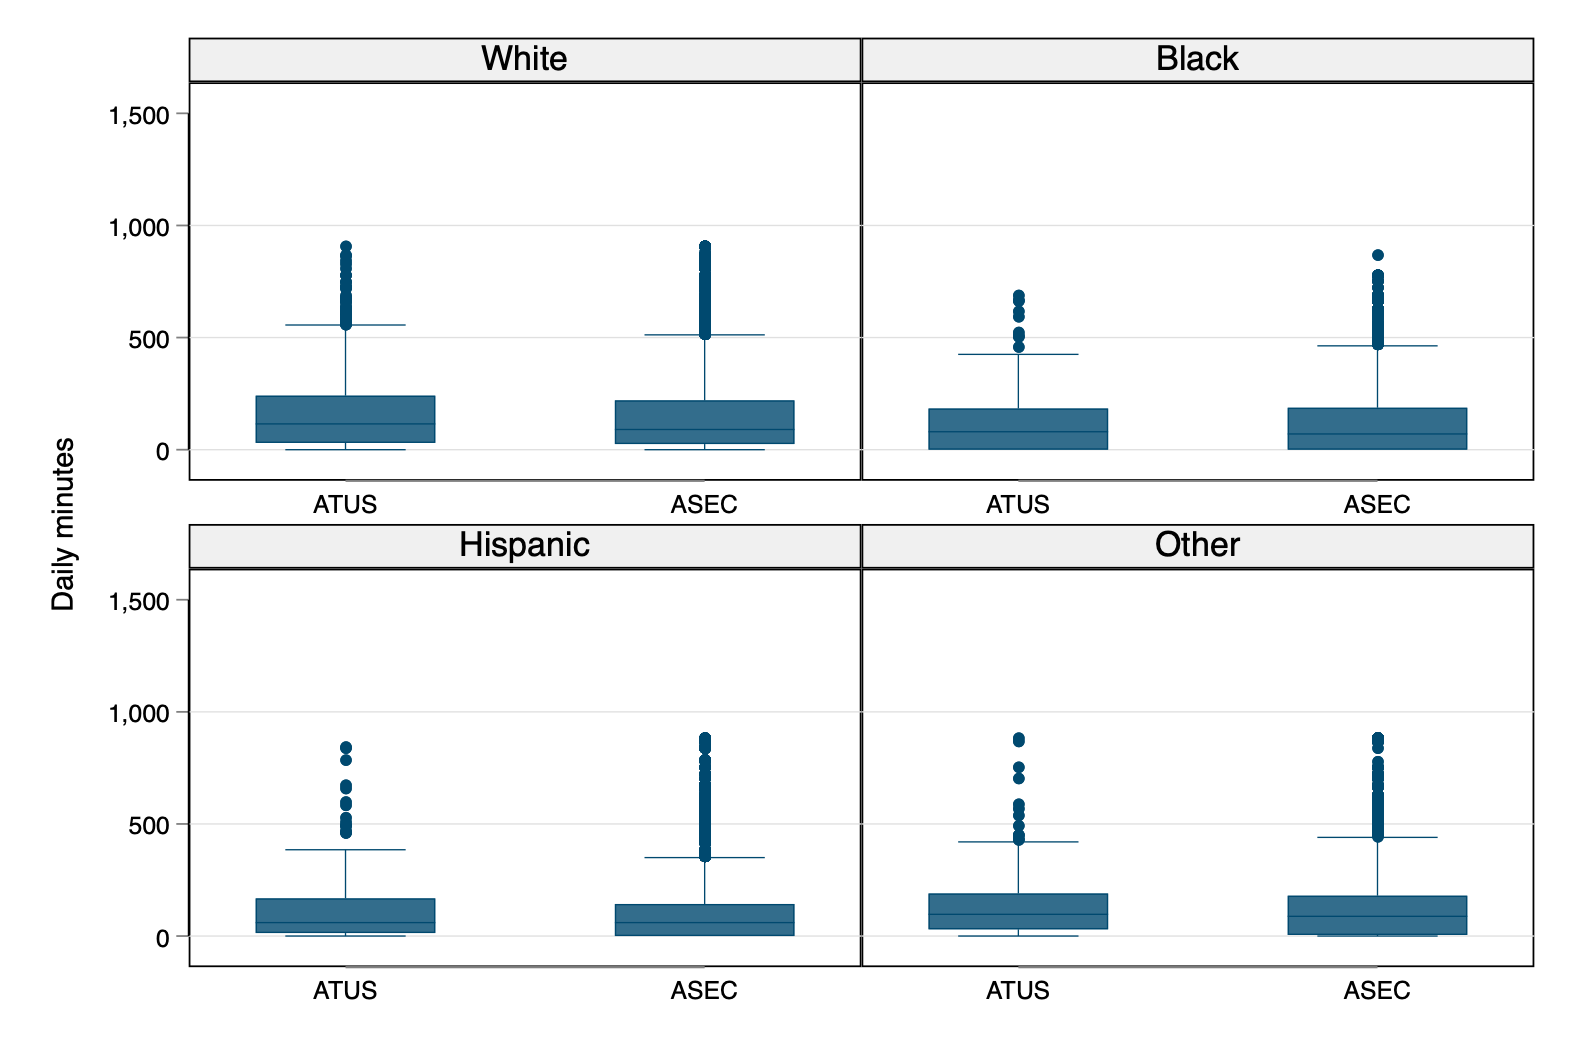 White
Black
1,500
1,000
500
0
ATUS
ASEC
ATUS
ASEC
Daily minutes
Hispanic
Other
1,500
1,000
500
0
ATUS
ASEC
ATUS
ASEC